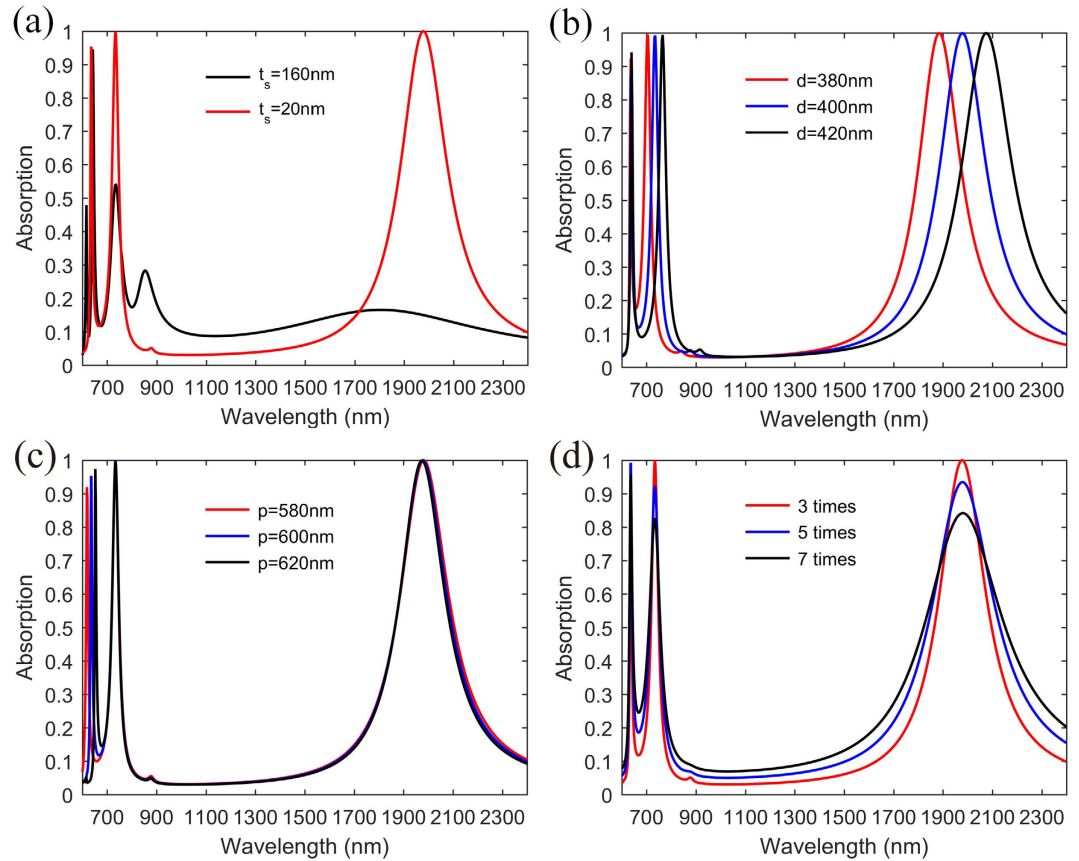 (a)
1
0.9
0.8
0.7
0.6
0.5
0.4
0.3
0.2
0.1
0
Absorption
t_s=160nm
t_s=20nm
700 900 1100 1300 1500 1700 1900 2100 2300
Wavelength (nm)
(b)
1
0.9
0.8
0.7
0.6
0.5
0.4
0.3
0.2
0.1
0
Absorption
d=380nm
d=400nm
d=420nm
700 900 1100 1300 1500 1700 1900 2100 2300
Wavelength (nm)
(c)
1
0.9
0.8
0.7
0.6
0.5
0.4
0.3
0.2
0.1
0
Absorption
p=580nm
p=600nm
p=620nm
700 900 1100 1300 1500 1700 1900 2100 2300
Wavelength (nm)
(d)
1
0.9
0.8
0.7
0.6
0.5
0.4
0.3
0.2
0.1
0
Absorption
3 times
5 times
7 times
700 900 1100 1300 1500 1700 1900 2100 2300
Wavelength (nm)